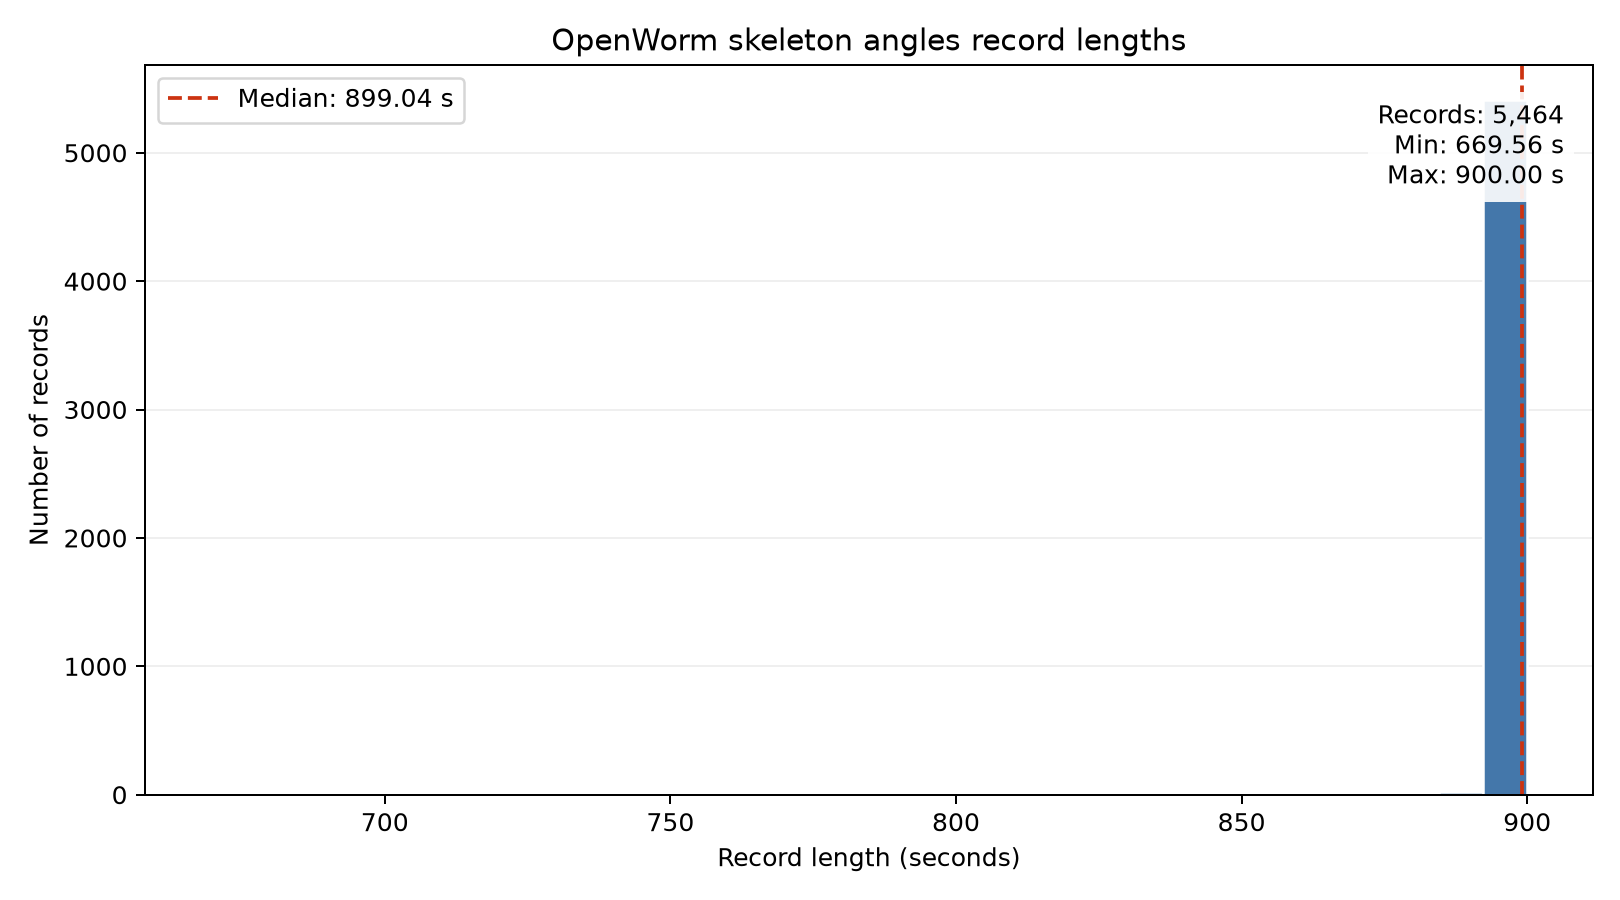 OpenWorm skeleton angles record lengths
Median: 899.04 s
Records: 5,464
Min: 669.56 s
Max: 900.00 s
Number of records
5000
4000
3000
2000
1000
0
700 750 800 850 900
Record length (seconds)